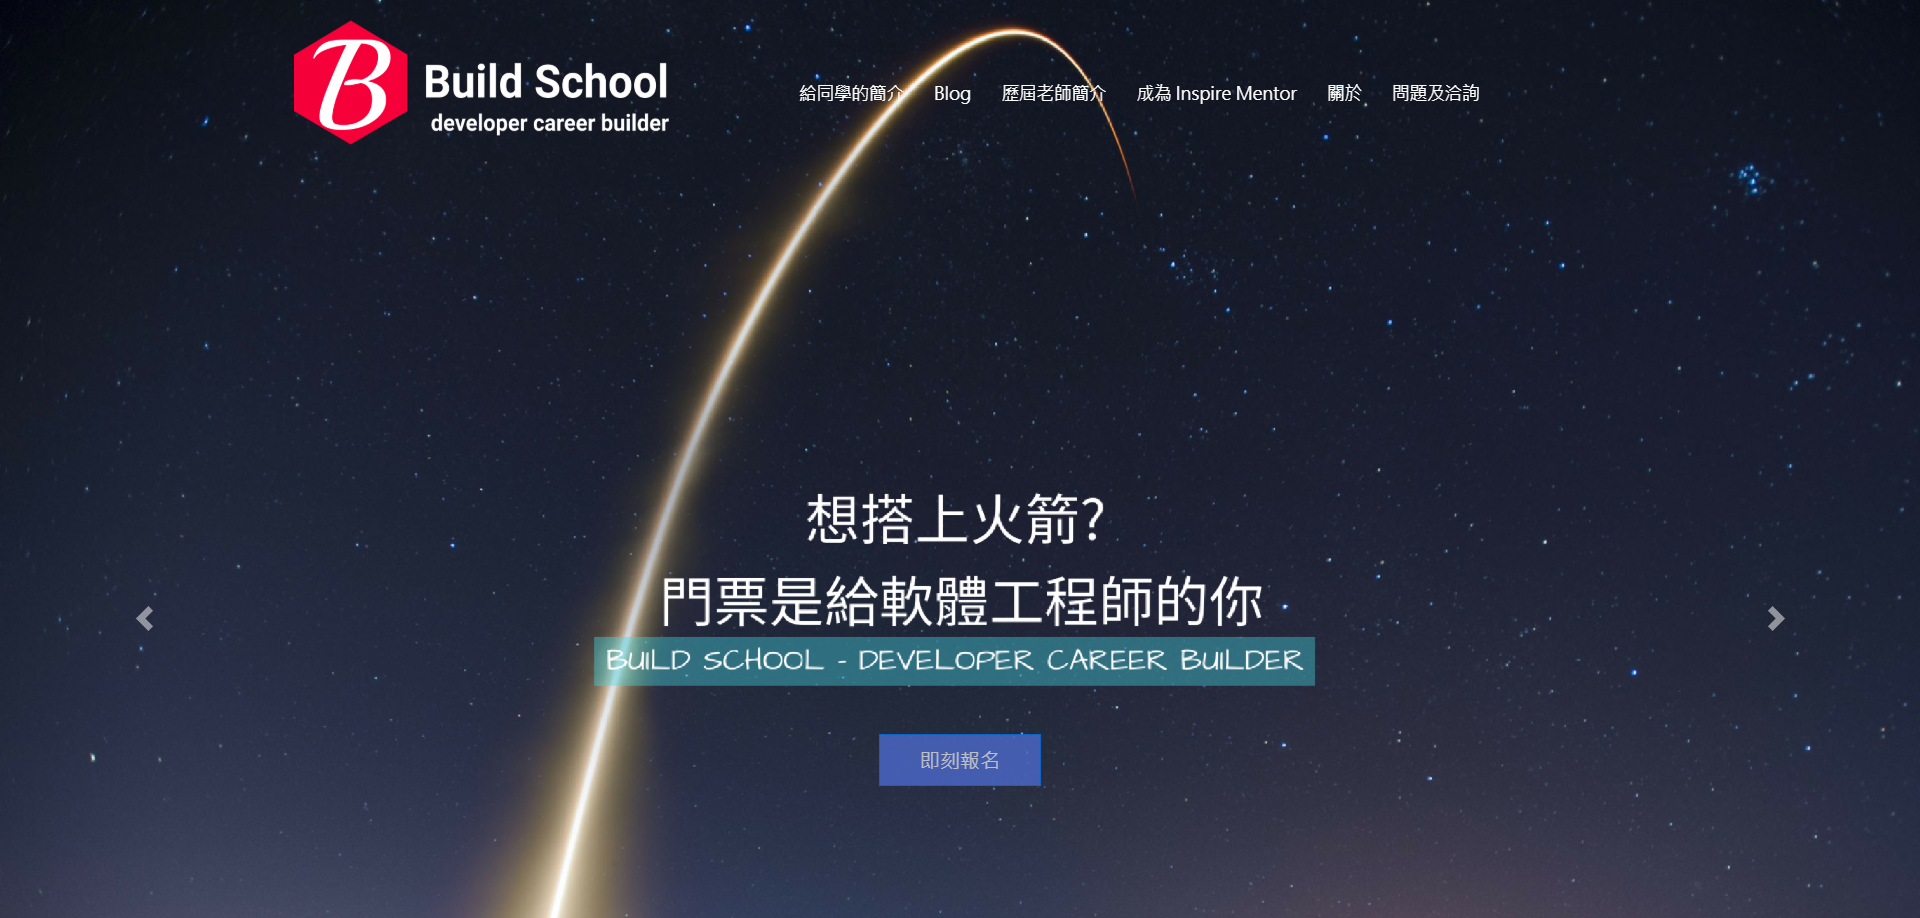 B
Build School
developer career builder
給同學的簡介 Blog 歷屆老師簡介 成為 Inspire Mentor 關於 問題及洽詢
想搭上火箭?
門票是給軟體工程師的你
BUILD SCHOOL - DEVELOPER CAREER BUILDER
即刻報名